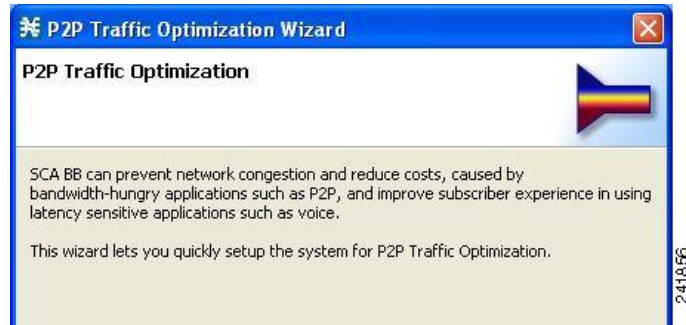 P2P Traffic Optimization Wizard
P2P Traffic Optimization
SCA BB can prevent network congestion and reduce costs, caused by
bandwidth-hungry applications such as P2P, and improve subscriber experience in using
latency sensitive applications such as voice.
This wizard lets you quickly setup the system for P2P Traffic Optimization.
241856